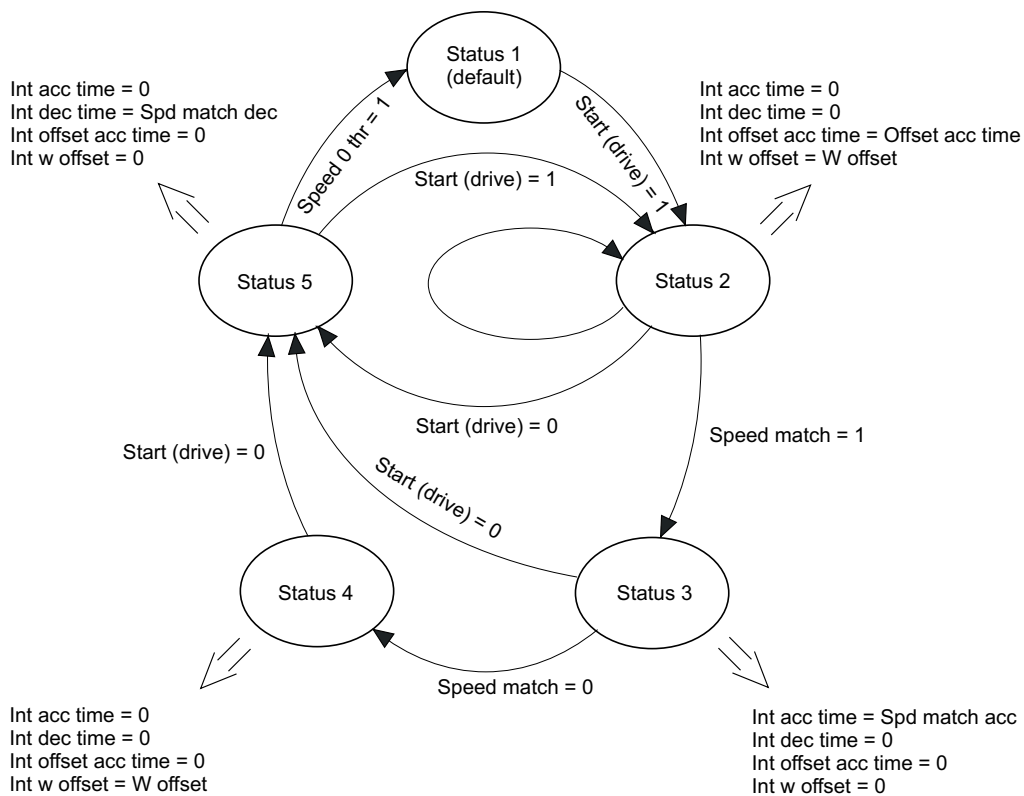 Status 1
(default)
Int acc time = 0
Int dec time = Spd match dec
Int offset acc time = 0
Int w offset = 0
Int acc time = 0
Int dec time = 0
Int offset acc time = Offset acc time
Int w offset = W offset
Speed 0 thr = 1
Start (drive) = 1
Start (drive) = 1
Status 5
Status 2
Start (drive) = 0
Speed match = 1
Start (drive) = 0
Start (drive) = 0
Status 4
Status 3
Speed match = 0
Int acc time = 0
Int dec time = 0
Int offset acc time = 0
Int w offset = W offset
Int acc time = Spd match acc
Int dec time = 0
Int offset acc time = 0
Int w offset = 0